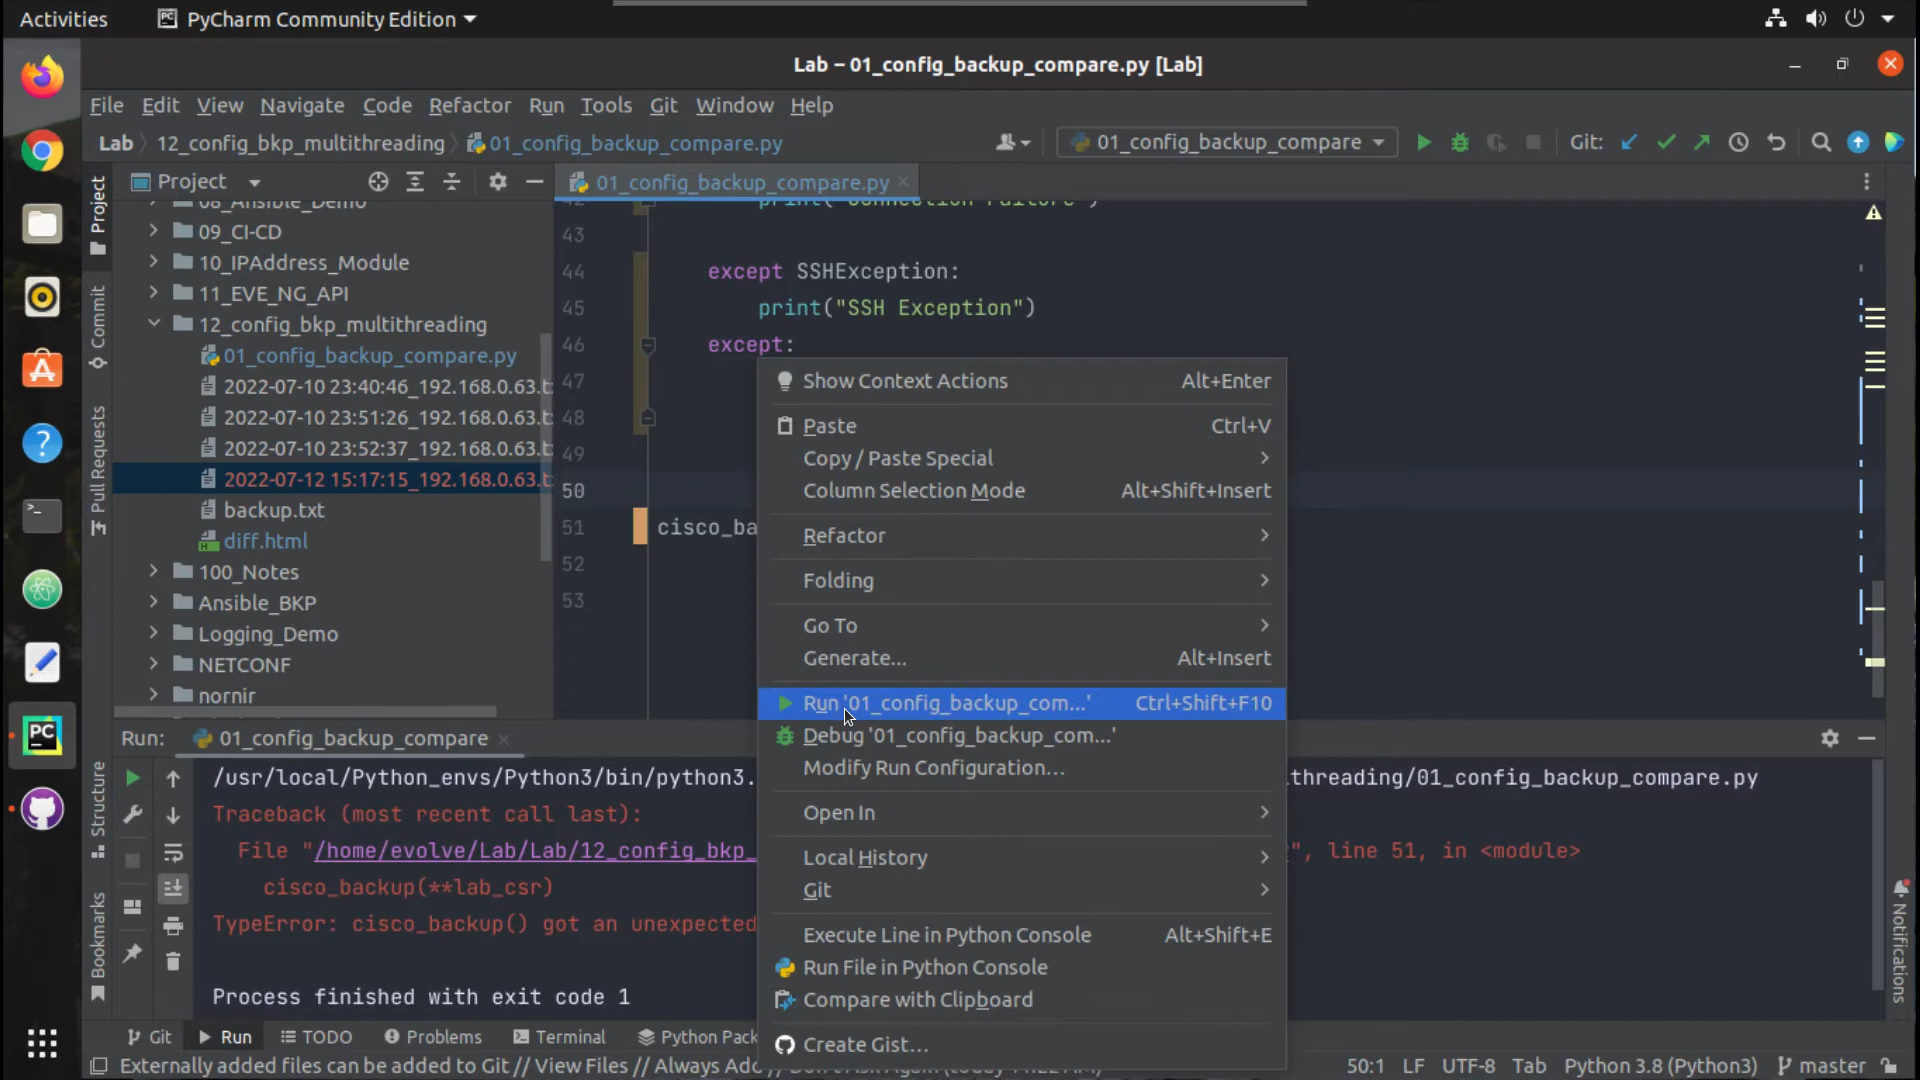 Activities
PyCharm Community Edition
Lab – 01_config_backup_compare.py [Lab]
File Edit View Navigate Code Refactor Run Tools Git Window Help
Lab 12_config_bkp_multithreading 01_config_backup_compare.py
01_config_backup_compare
Git:
Project
01_config_backup_compare.py
08_Ansible_Demo
09_CI-CD
10_IPAddress_Module
11_EVE_NG_API
12_config_bkp_multithreading
01_config_backup_compare.py
2022-07-10 23:40:46_192.168.0.63.t
2022-07-10 23:51:26_192.168.0.63.t
2022-07-10 23:52:37_192.168.0.63.t
2022-07-12 15:17:15_192.168.0.63.t
backup.txt
diff.html
100_Notes
Ansible_BKP
Logging_Demo
NETCONF
nornir
Project
Commit
Pull Requests
42 print("Connection Failure")
43
44 except SSHException:
45 print("SSH Exception")
46 except:
47
48
49
50
51 cisco_ba
52
53
Show Context Actions Alt+Enter
Paste Ctrl+V
Copy / Paste Special
Column Selection Mode Alt+Shift+Insert
Refactor
Folding
Go To
Generate... Alt+Insert
Run '01_config_backup_com...' Ctrl+Shift+F10
Debug '01_config_backup_com...'
Modify Run Configuration...
Open In
Local History
Git
Execute Line in Python Console Alt+Shift+E
Run File in Python Console
Compare with Clipboard
Create Gist...
Run: 01_config_backup_compare
/usr/local/Python_envs/Python3/bin/python3. threading/01_config_backup_compare.py
Traceback (most recent call last):
File "/home/evolve/Lab/Lab/12_config_bkp_ ", line 51, in <module>
cisco_backup(**lab_csr)
TypeError: cisco_backup() got an unexpected
Process finished with exit code 1
Structure
Bookmarks
Notifications
Git Run TODO Problems Terminal Python Pack
Externally added files can be added to Git // View Files // Always Add
50:1 LF UTF-8 Tab Python 3.8 (Python3) master